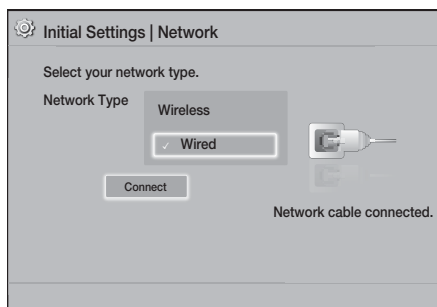 Initial Settings | Network
Select your network type.
Network Type
Wireless
✓ Wired
Connect
Network cable connected.